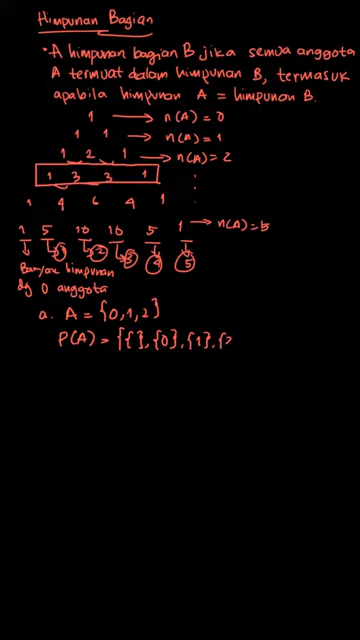 Himpunan Bagian
• A himpunan bagian B jika semua anggota
A termuat dalam himpunan B, termasuk
apabila himpunan A = himpunan B.
1 → n(A) = 0
1 1 → n(A) = 1
1 2 1 → n(A) = 2
1 3 3 1
1 4 6 4 1
1 5 10 10 5 1 → n(A) = 5
1 2 3 4 5
Banyak himpunan
dg 0 anggota
a. A = {0,1,2}
P(A) = {{ }, {0}, {1}, {